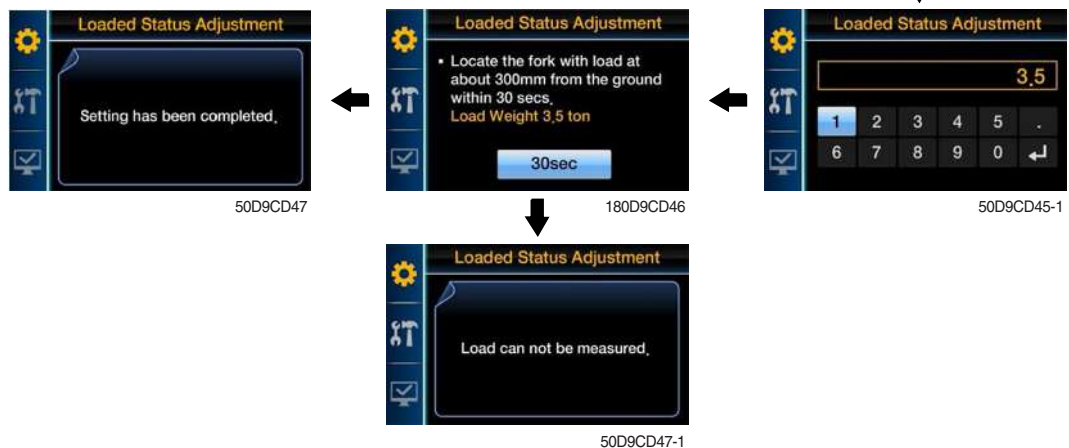 Loaded Status Adjustment
Setting has been completed.
50D9CD47
Loaded Status Adjustment
• Locate the fork with load at
about 300mm from the ground
within 30 secs.
Load Weight 3.5 ton
30sec
180D9CD46
Loaded Status Adjustment
3.5
1 2 3 4 5 .
6 7 8 9 0 ↵
50D9CD45-1
Loaded Status Adjustment
Load can not be measured.
50D9CD47-1